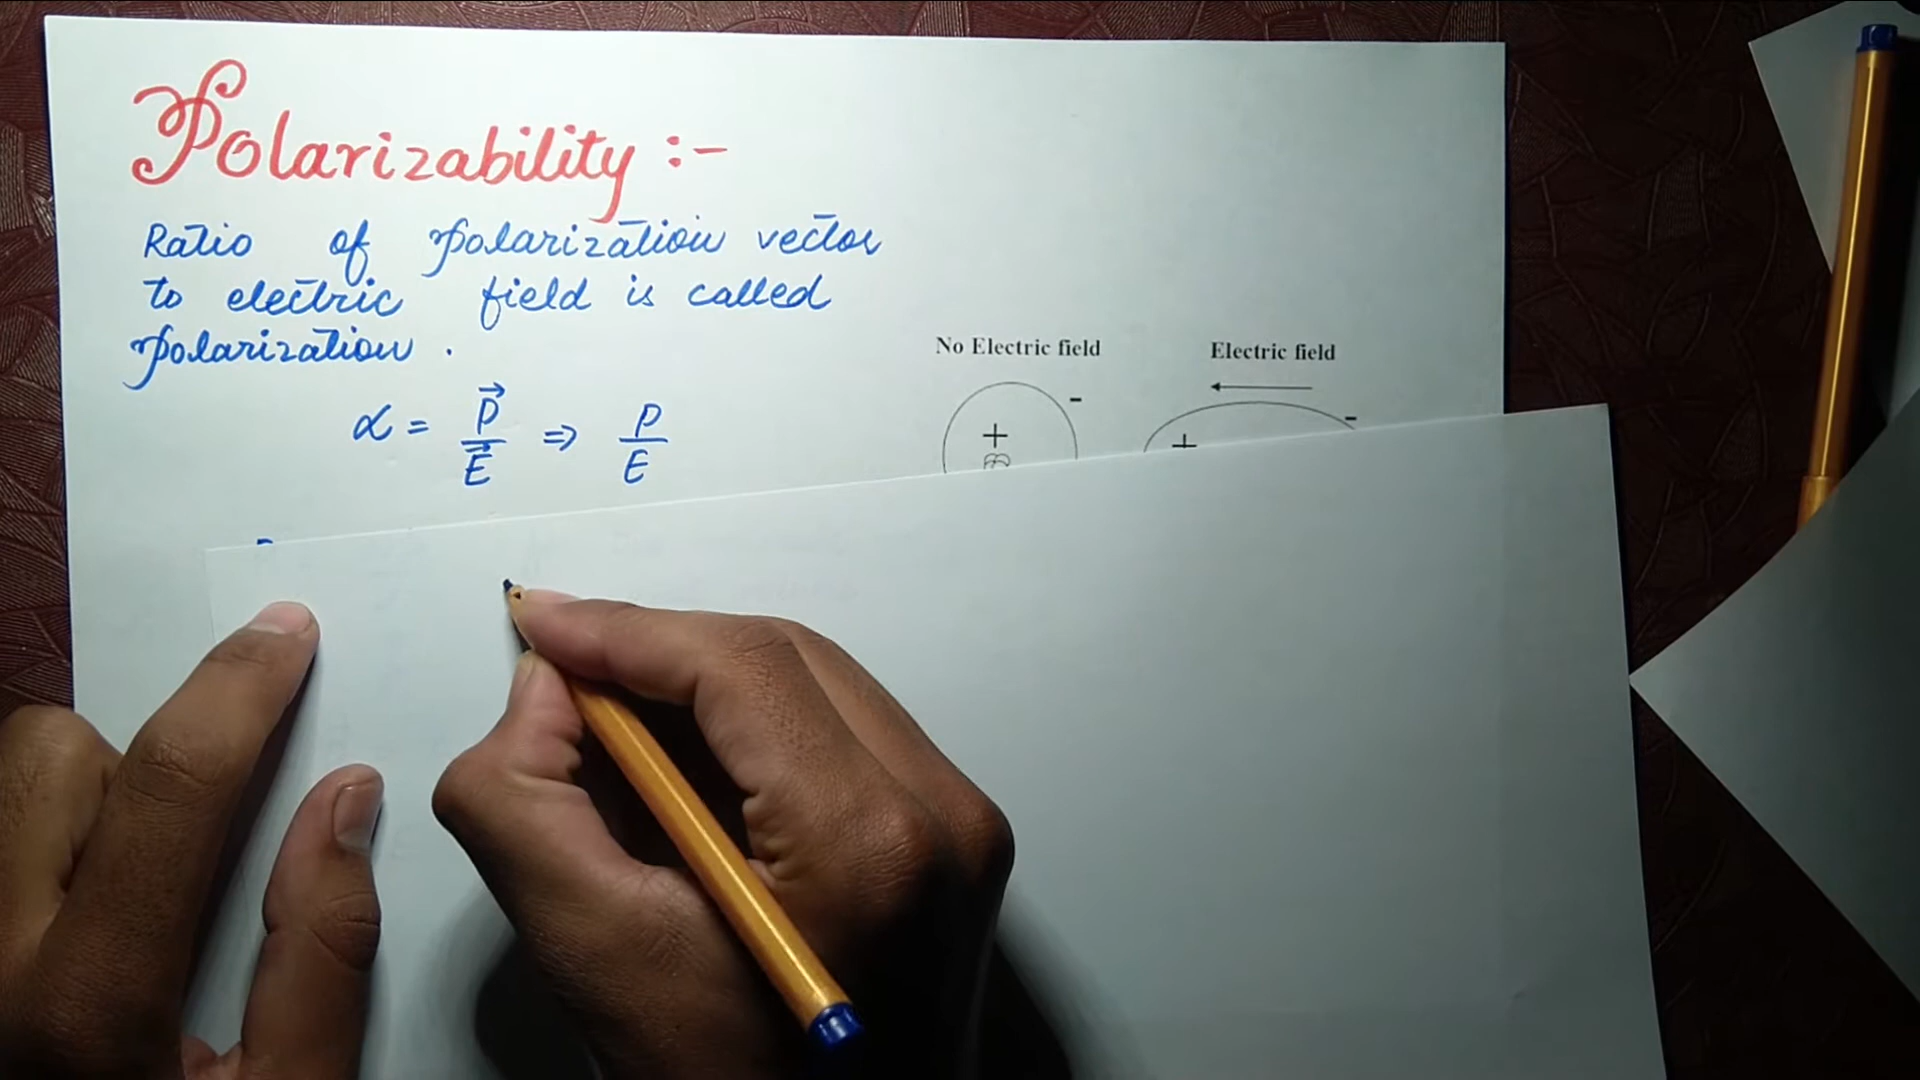 Polarizability :-
Ratio of polarization vector
to electric field is called
polarization .
α = P⃗ / E⃗ ⇒ P / E
No Electric field
Electric field
+
-
+
-